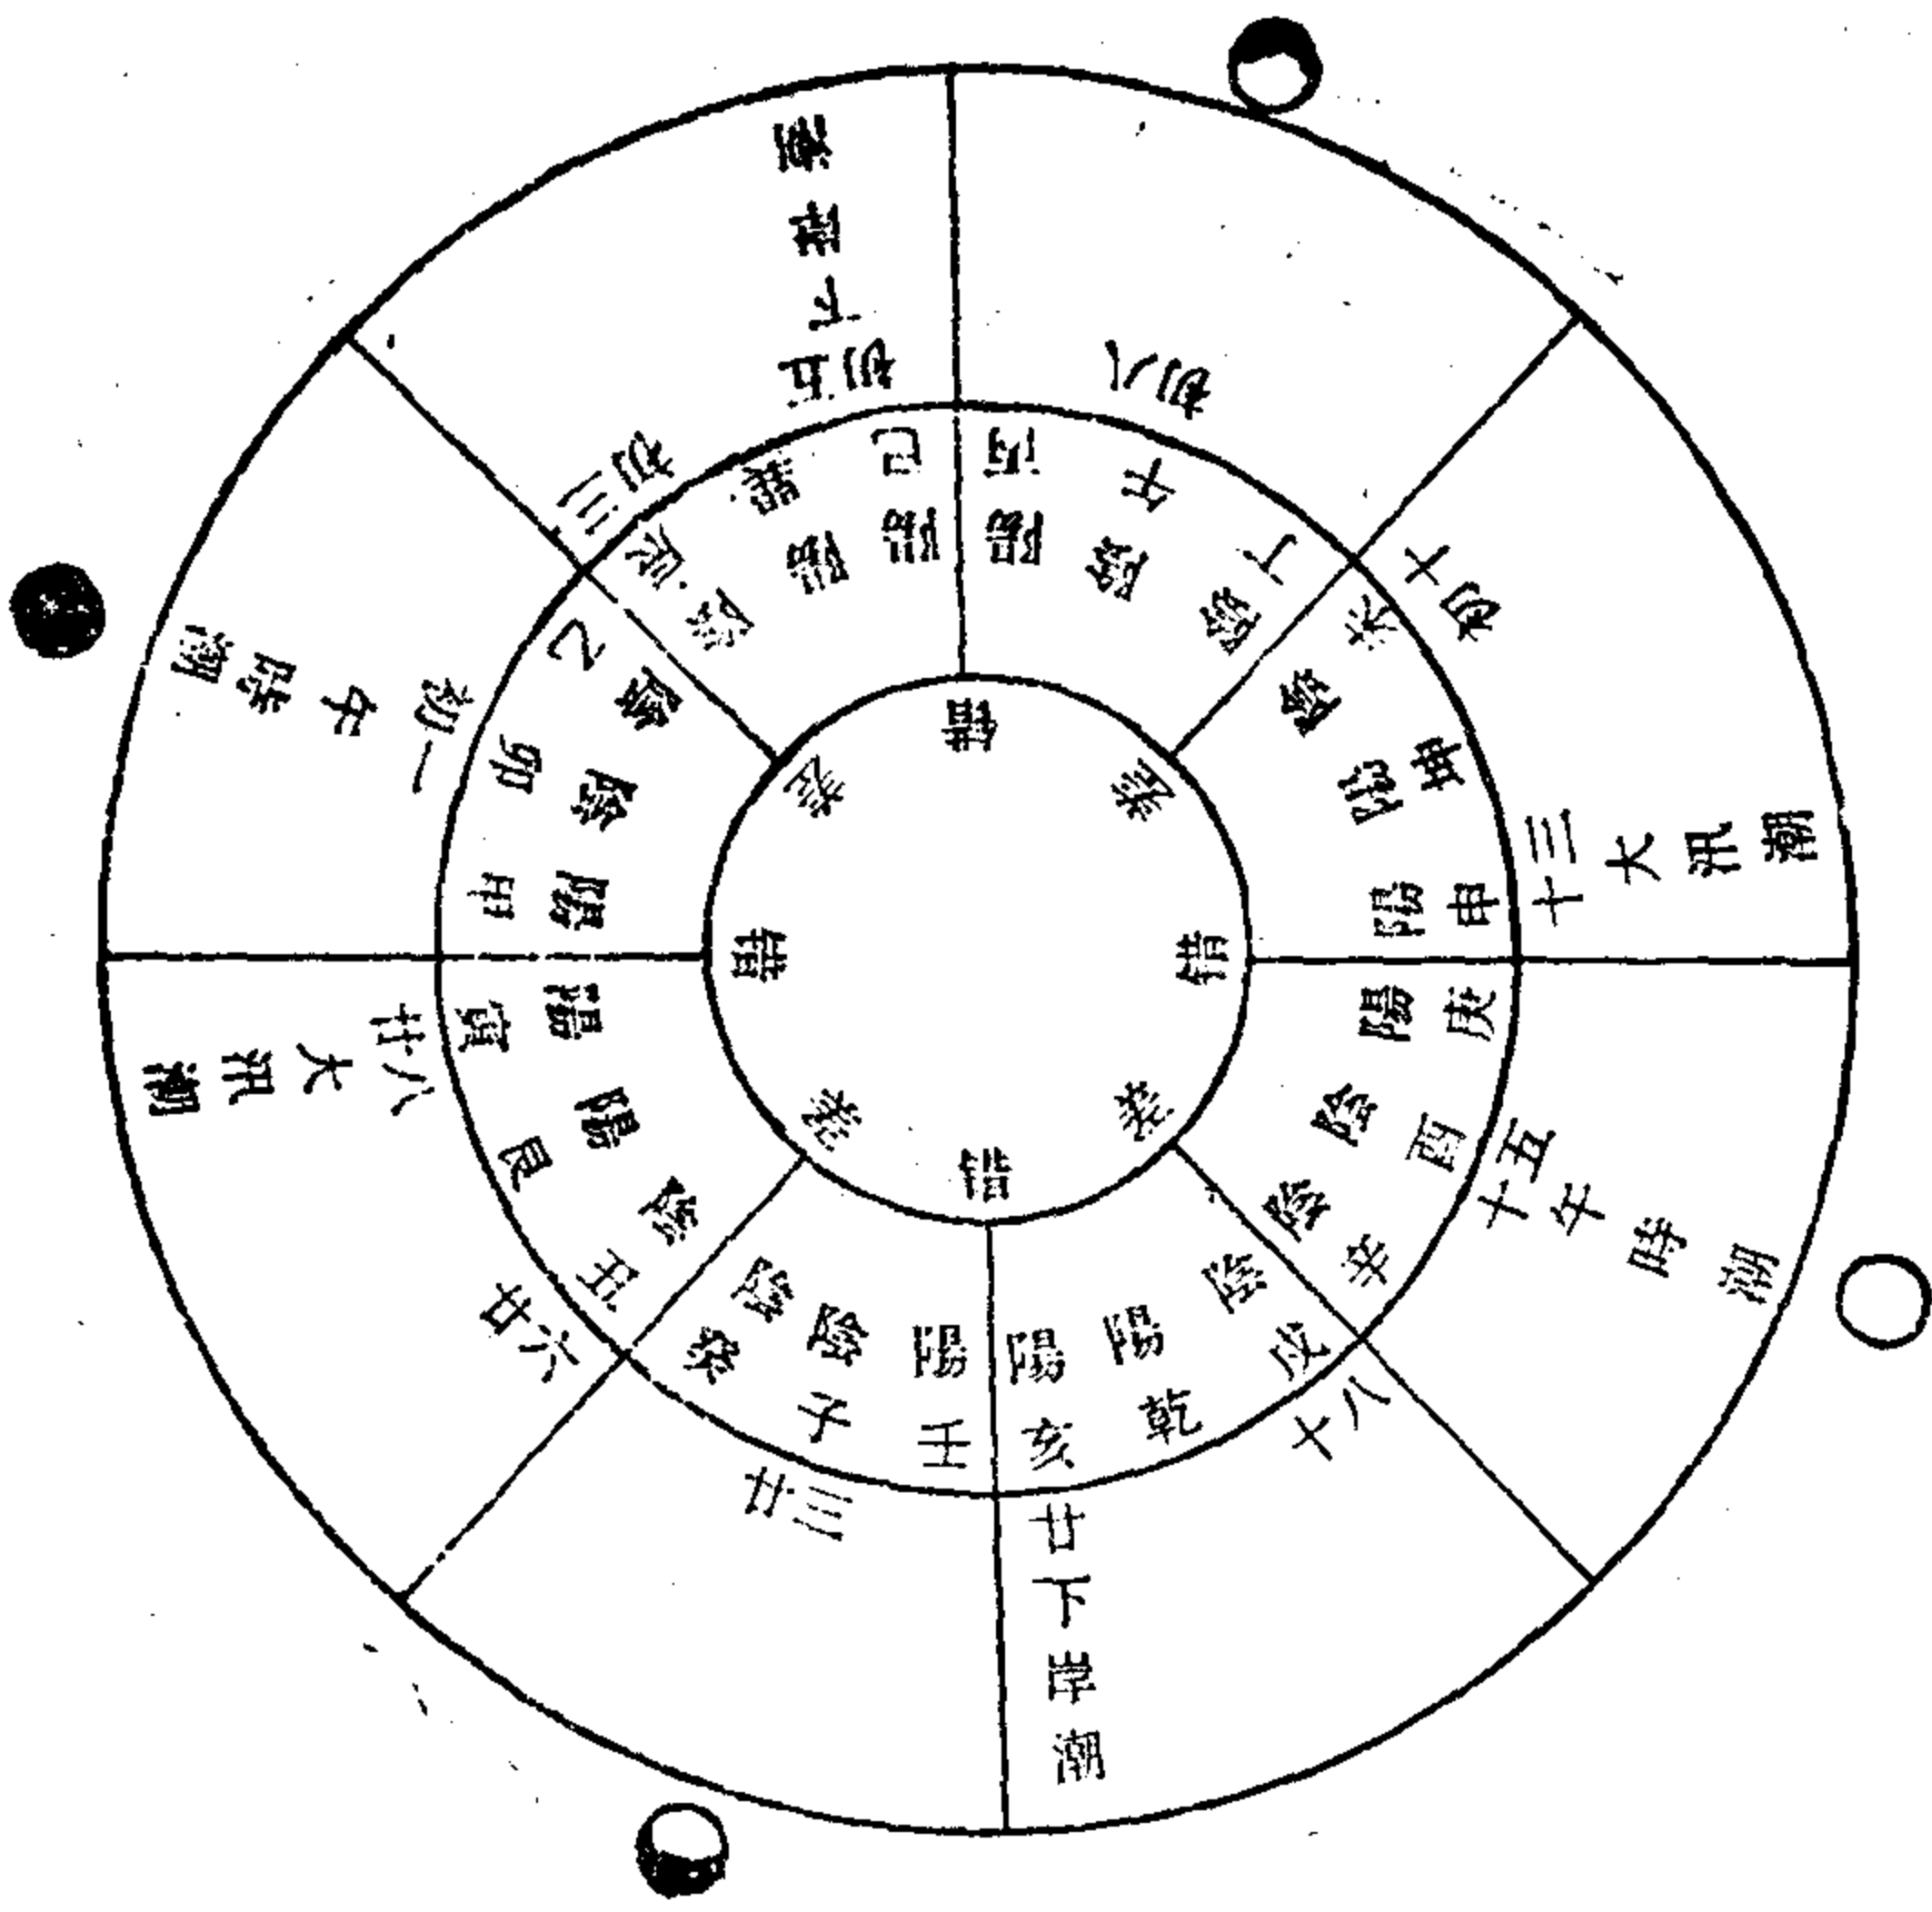 初一午時潮
初三
初五下岸潮
初八
初十
十三大汛潮
十五午時潮
十八
廿下岸潮
廿三
廿六
廿八大汛潮
甲
卯
乙
辰
巽
巳
丙
午
丁
未
坤
申
庚
酉
辛
戌
乾
亥
壬
子
癸
丑
艮
寅
陽
陰
陰
陽
陽
陽
陰
陰
陰
陽
陽
陰
陰
陰
陽
陽
陽
陰
陰
陰
陽
陽
錯
差
錯
差
錯
差
錯
差